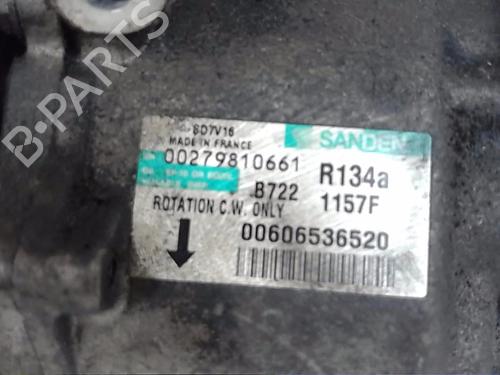 SD7V16
MADE IN FRANCE
SANDEN
00279810661
R134a
B722
1157F
ROTATION C.W. ONLY
00606536520
B-PARTS